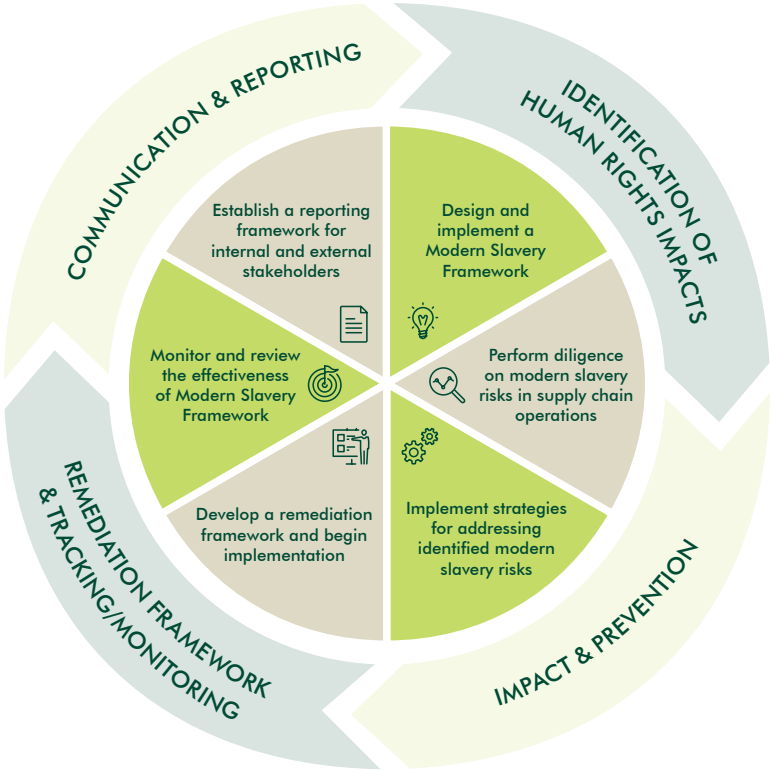 COMMUNICATION & REPORTING
IDENTIFICATION OF
HUMAN RIGHTS IMPACTS
Establish a reporting
framework for
internal and external
stakeholders
Design and
implement a
Modern Slavery
Framework
Monitor and review
the effectiveness
of Modern Slavery
Framework
Perform diligence
on modern slavery
risks in supply chain
operations
Develop a remediation
framework and begin
implementation
Implement strategies
for addressing
identified modern
slavery risks
REMEDIATION FRAMEWORK
& TRACKING/MONITORING
IMPACT & PREVENTION